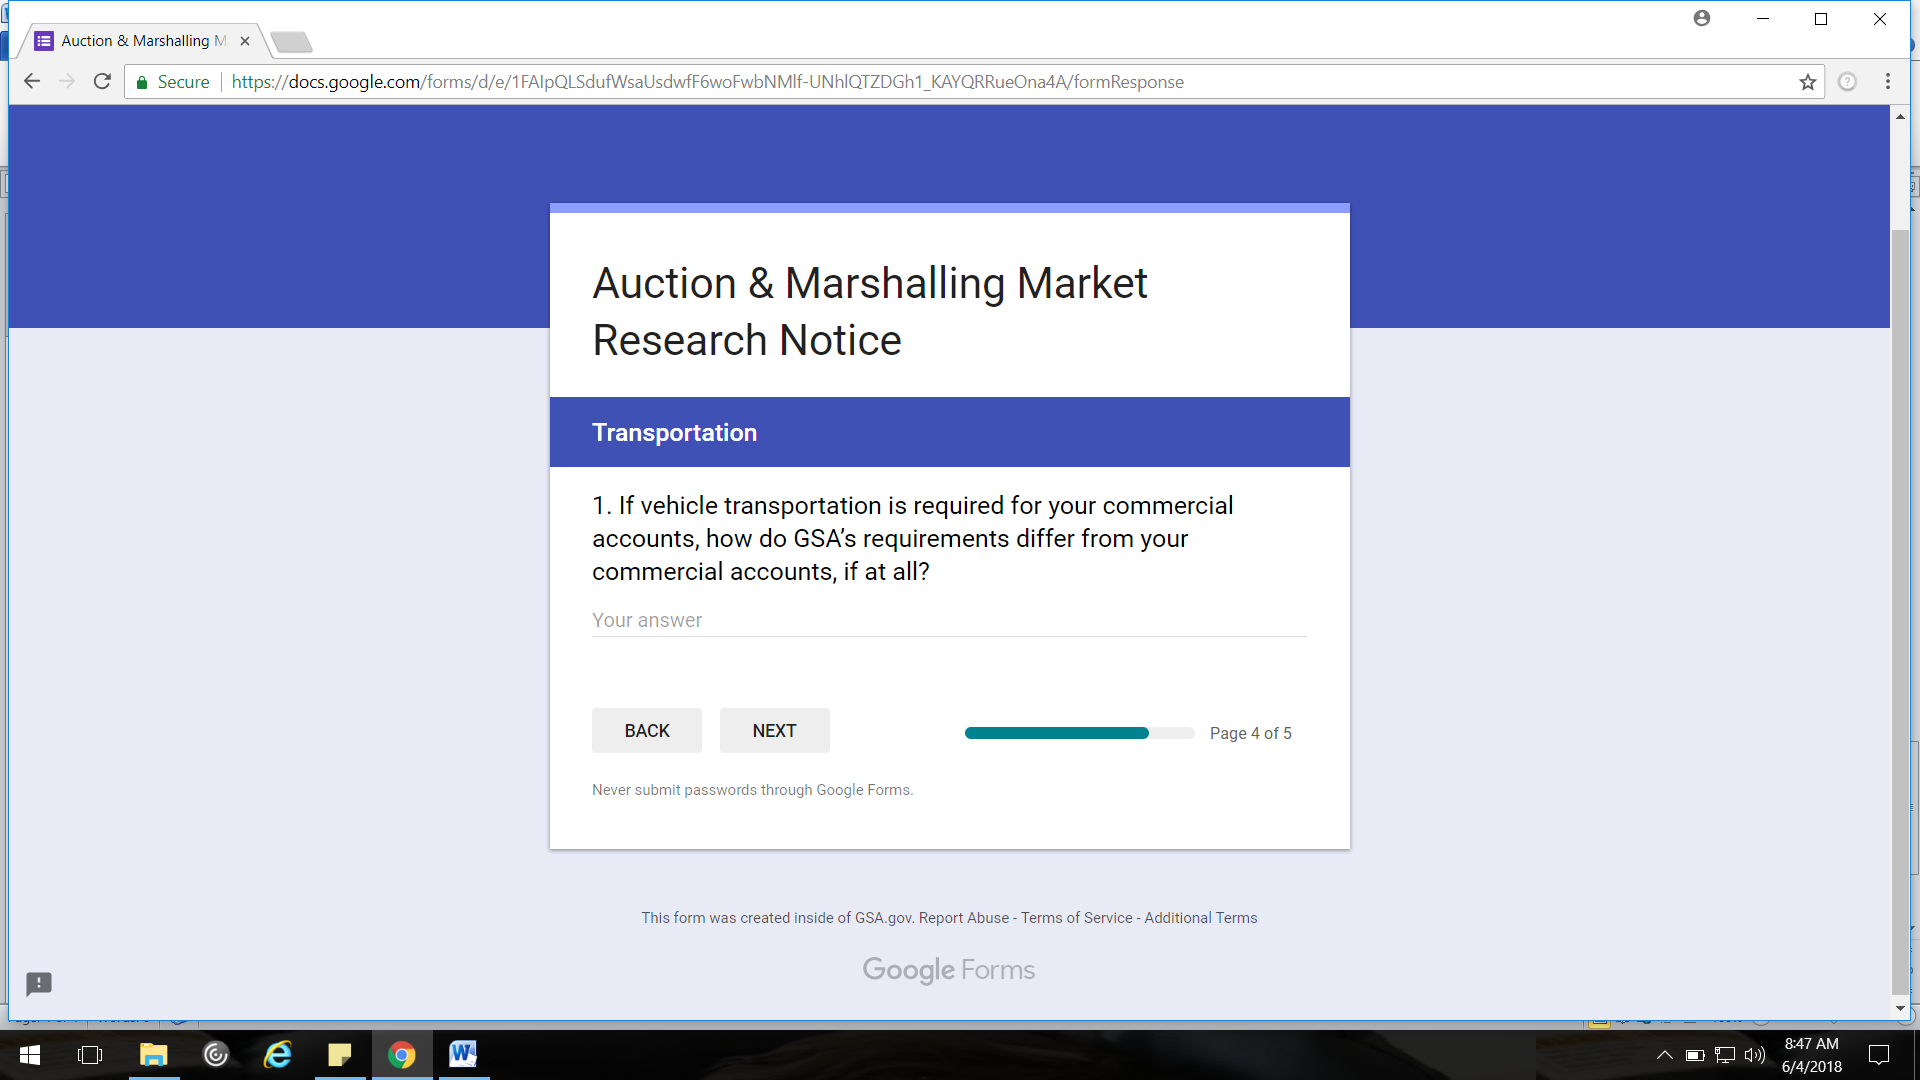 Auction & Marshalling M
Secure
https://docs.google.com/forms/d/e/1FAIpQLSdufWsaUsdwfF6woFwbNMlf-UNhlQTZDGh1_KAYQRRueOna4A/formResponse
Auction & Marshalling Market
Research Notice
Transportation
1. If vehicle transportation is required for your commercial
accounts, how do GSA’s requirements differ from your
commercial accounts, if at all?
Your answer
BACK
NEXT
Page 4 of 5
Never submit passwords through Google Forms.
This form was created inside of GSA.gov. Report Abuse - Terms of Service - Additional Terms
Google Forms
8:47 AM
6/4/2018